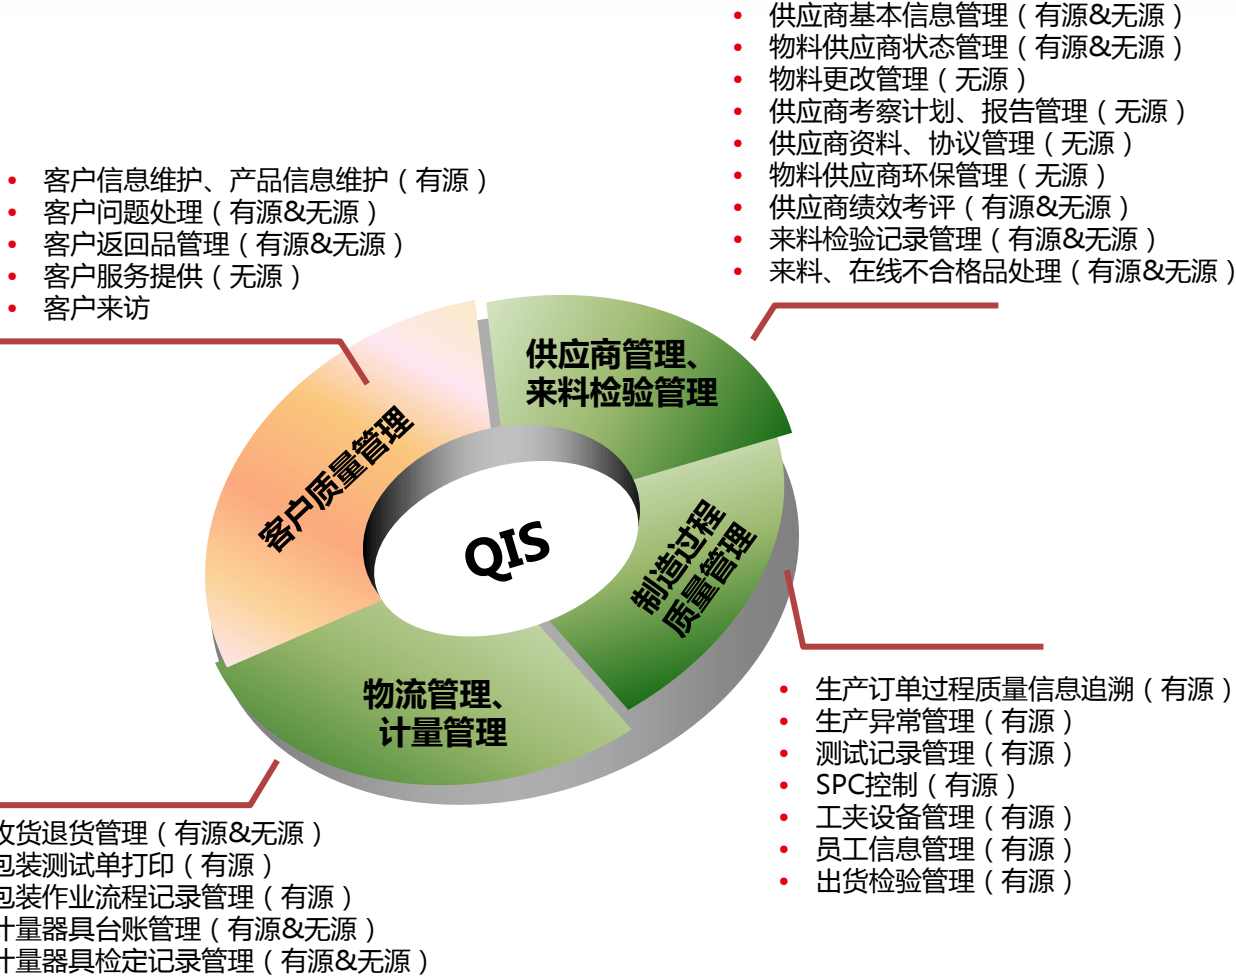 供应商基本信息管理（有源&无源）
物料供应商状态管理（有源&无源）
物料更改管理（无源）
供应商考察计划、报告管理（无源）
供应商资料、协议管理（无源）
物料供应商环保管理（无源）
供应商绩效考评（有源&无源）
来料检验记录管理（有源&无源）
来料、在线不合格品处理（有源&无源）
客户信息维护、产品信息维护（有源）
客户问题处理（有源&无源）
客户返回品管理（有源&无源）
客户服务提供（无源）
客户来访
供应商管理、
来料检验管理
客户质量管理
QIS
制造过程
质量管理
物流管理、
计量管理
生产订单过程质量信息追溯（有源）
生产异常管理（有源）
测试记录管理（有源）
SPC控制（有源）
工夹设备管理（有源）
员工信息管理（有源）
出货检验管理（有源）
收货退货管理（有源&无源）
包装测试单打印（有源）
包装作业流程记录管理（有源）
计量器具台账管理（有源&无源）
计量器具检定记录管理（有源&无源）